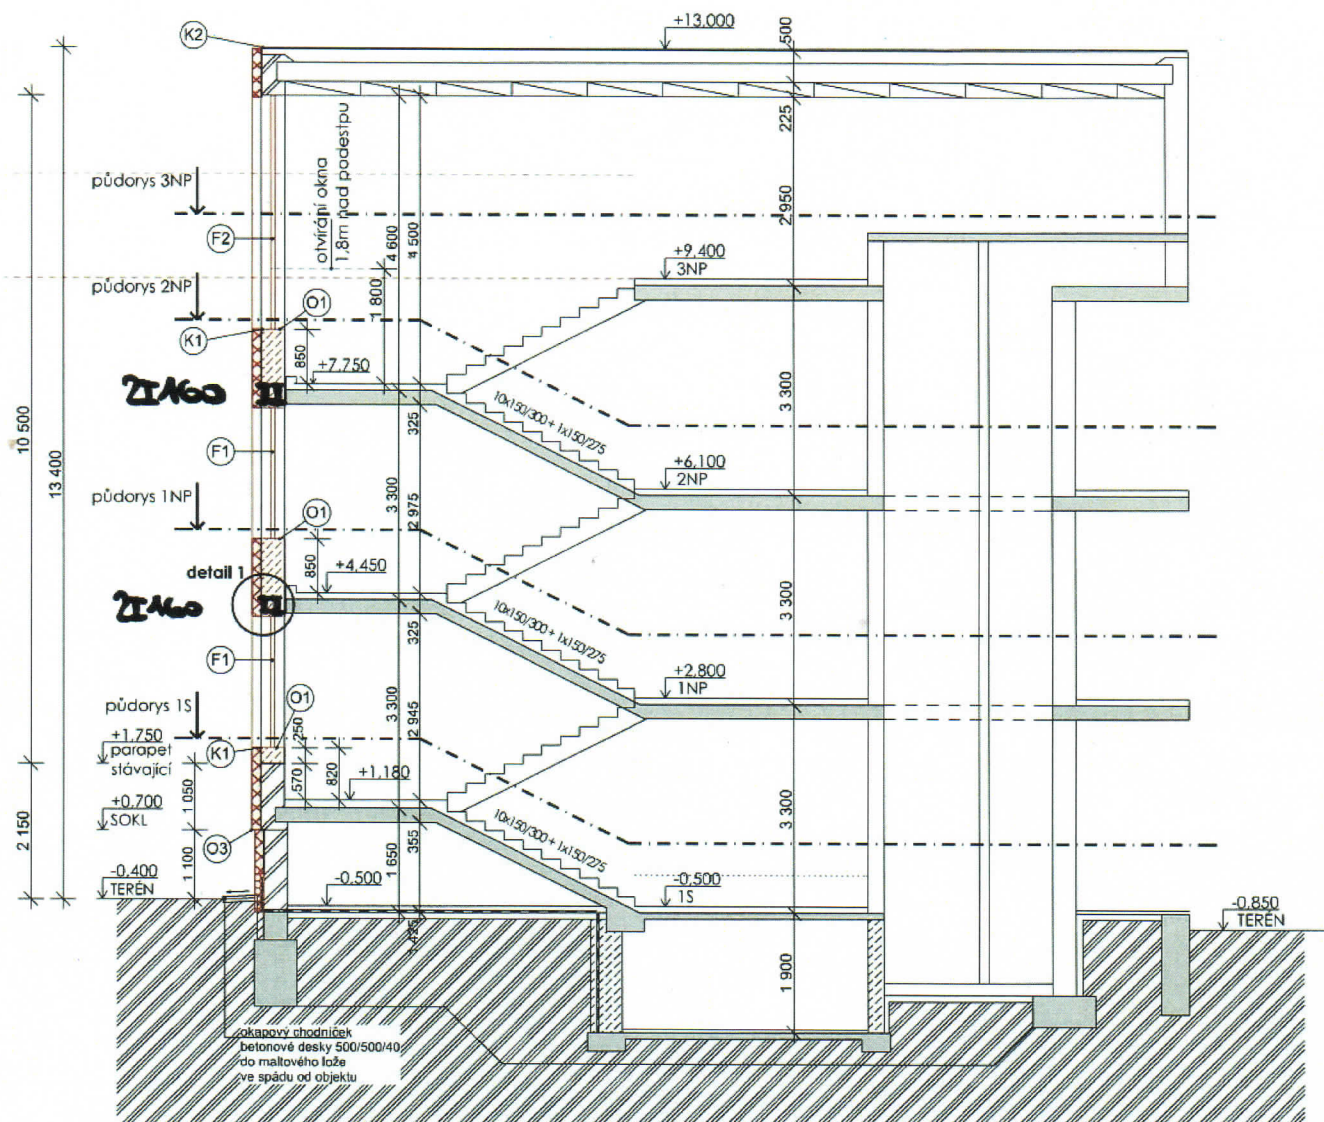 K2
+13,000
500
225
otvírání okna
1,8m nad podestpu
půdorys 3NP
2 950
F2
4 600
4 500
+9,400
3NP
půdorys 2NP
O1
1 800
K1
850
+7,750
2I160
3 300
10x150/300+1x150/275
325
10 500
13 400
F1
+6,100
2NP
půdorys 1NP
O1
3 300
2 975
detail 1
850
+4,450
2I160
3 300
10x150/300+1x150/275
325
F1
+2,800
1NP
O1
půdorys 1S
3 300
2 945
+1,750
parapet
stávající
K1
250
570
820
+1,180
+0,700
SOKL
1 050
3 300
10x150/300+1x150/275
2 150
O3
1 100
1 650
355
-0,400
TERÉN
-0,500
-0,500
1S
-0,850
TERÉN
1 425
1 900
okapový chodníček
betonové desky 500/500/40
do maltového lože
ve spádu od objektu